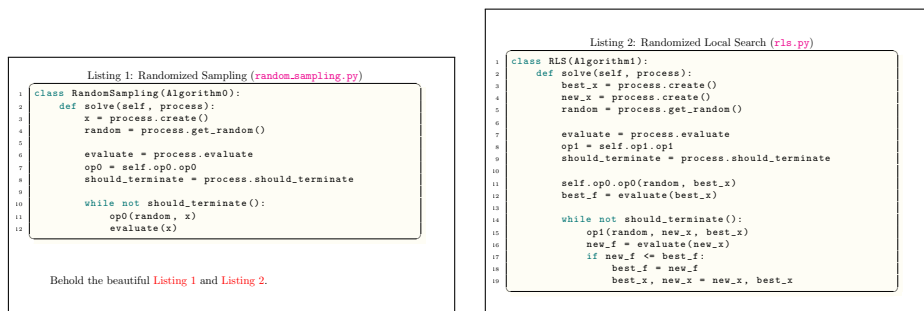 Listing 1: Randomized Sampling (random_sampling.py)
1 class RandomSampling(Algorithm0):
2     def solve(self, process):
3         x = process.create()
4         random = process.get_random()
5
6         evaluate = process.evaluate
7         op0 = self.op0.op0
8         should_terminate = process.should_terminate
9
10         while not should_terminate():
11             op0(random, x)
12             evaluate(x)
Behold the beautiful Listing 1 and Listing 2.
Listing 2: Randomized Local Search (rls.py)
1 class RLS(Algorithm1):
2     def solve(self, process):
3         best_x = process.create()
4         new_x = process.create()
5         random = process.get_random()
6
7         evaluate = process.evaluate
8         op1 = self.op1.op1
9         should_terminate = process.should_terminate
10
11         self.op0.op0(random, best_x)
12         best_f = evaluate(best_x)
13
14         while not should_terminate():
15             op1(random, new_x, best_x)
16             new_f = evaluate(new_x)
17             if new_f <= best_f:
18                 best_f = new_f
19                 best_x, new_x = new_x, best_x